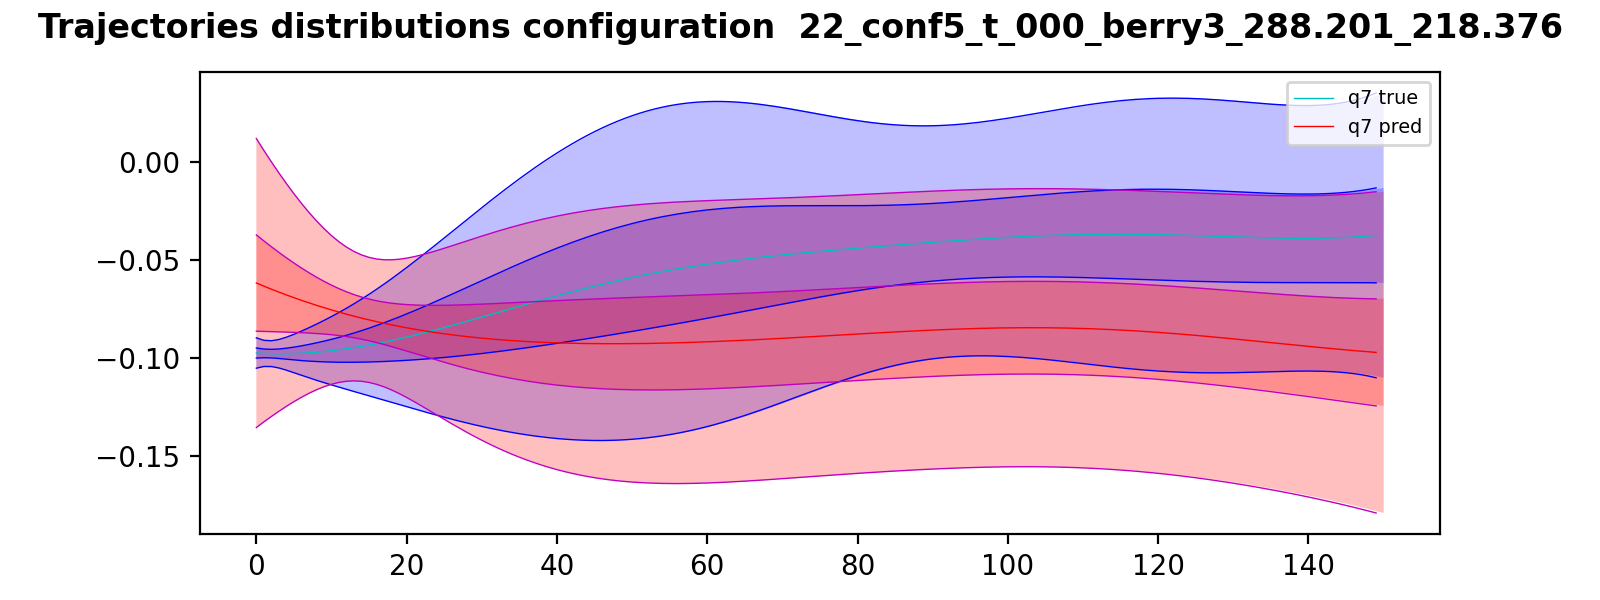 Trajectories distributions configuration  22_conf5_t_000_berry3_288.201_218.376
q7 true
q7 pred
0.00
−0.05
−0.10
−0.15
0 20 40 60 80 100 120 140